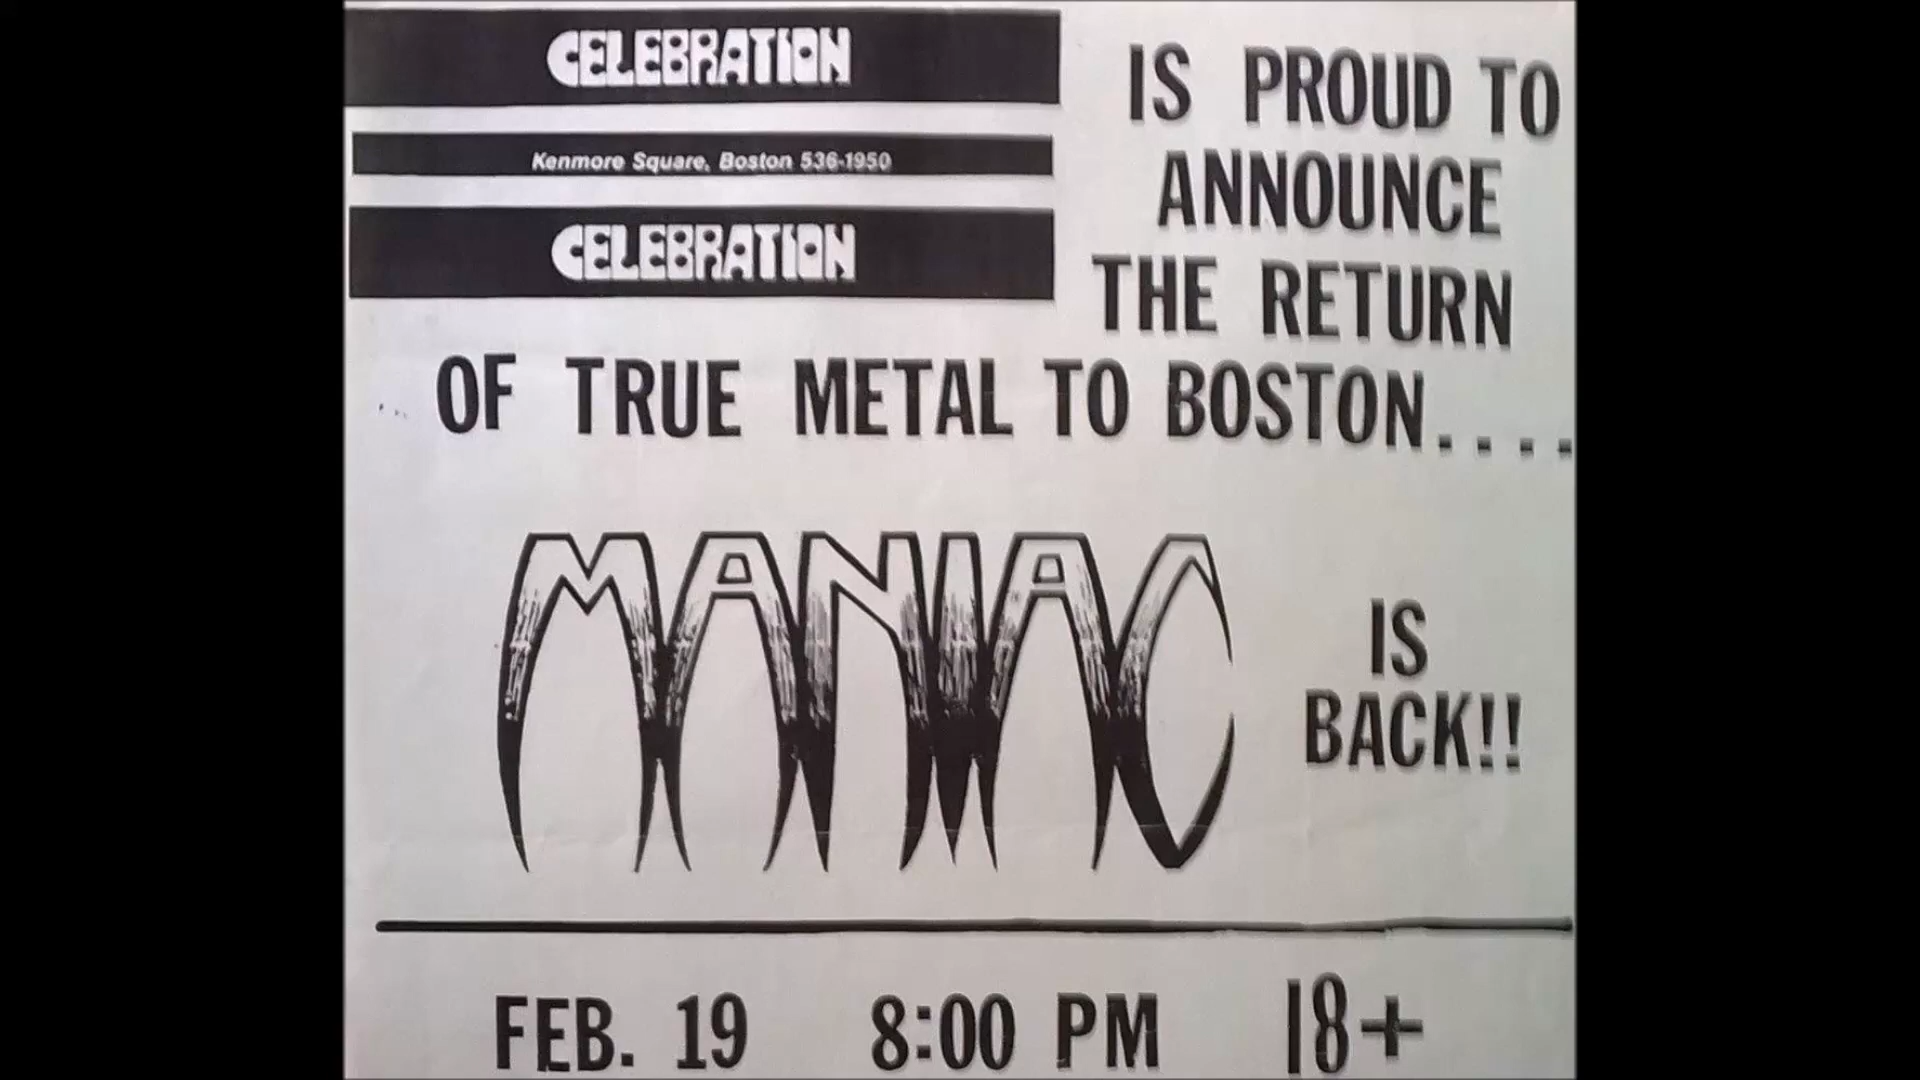 CELEBRATION
Kenmore Square, Boston 536-1950
CELEBRATION
IS PROUD TO
ANNOUNCE
THE RETURN
OF TRUE METAL TO BOSTON....
MANIAC
IS
BACK!!
FEB. 19 8:00 PM 18+